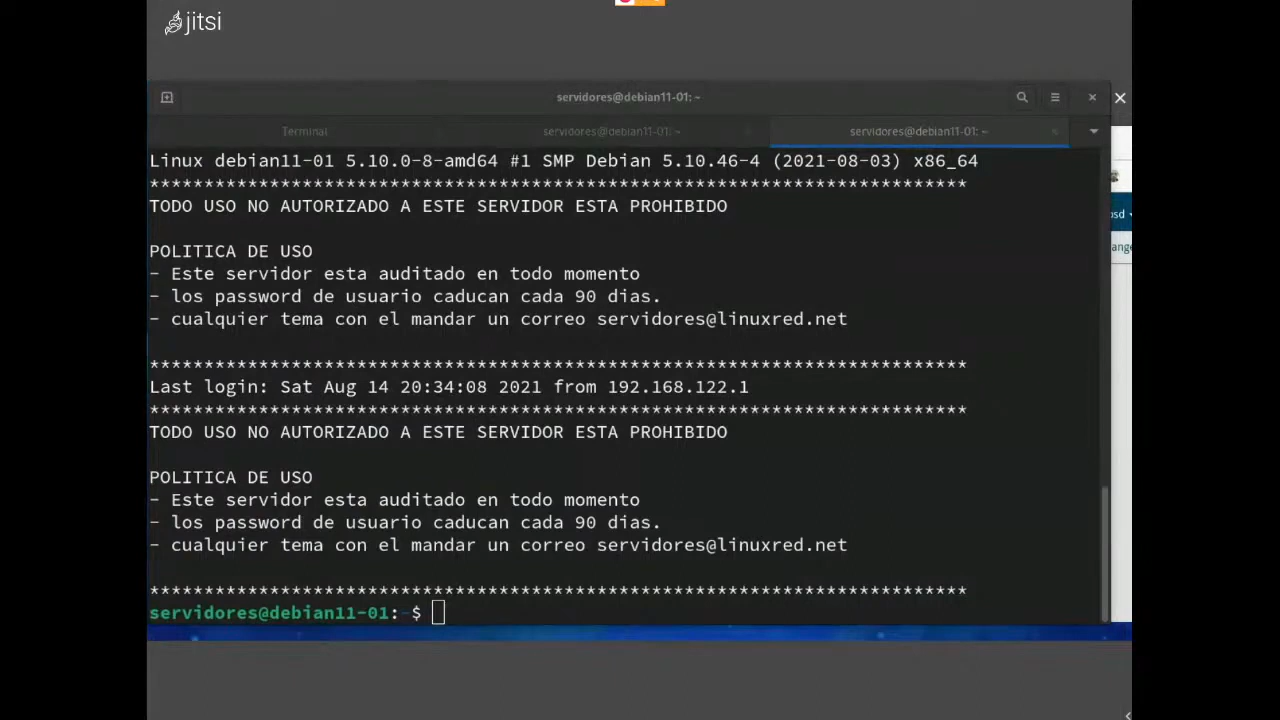 jitsi
servidores@debian11-01: ~
Terminal
servidores@debian11-01: ~
servidores@debian11-01: ~
Linux debian11-01 5.10.0-8-amd64 #1 SMP Debian 5.10.46-4 (2021-08-03) x86_64
***************************************************************************
TODO USO NO AUTORIZADO A ESTE SERVIDOR ESTA PROHIBIDO
POLITICA DE USO
- Este servidor esta auditado en todo momento
- los password de usuario caducan cada 90 dias.
- cualquier tema con el mandar un correo servidores@linuxred.net
***************************************************************************
Last login: Sat Aug 14 20:34:08 2021 from 192.168.122.1
***************************************************************************
TODO USO NO AUTORIZADO A ESTE SERVIDOR ESTA PROHIBIDO
POLITICA DE USO
- Este servidor esta auditado en todo momento
- los password de usuario caducan cada 90 dias.
- cualquier tema con el mandar un correo servidores@linuxred.net
***************************************************************************
servidores@debian11-01:~$